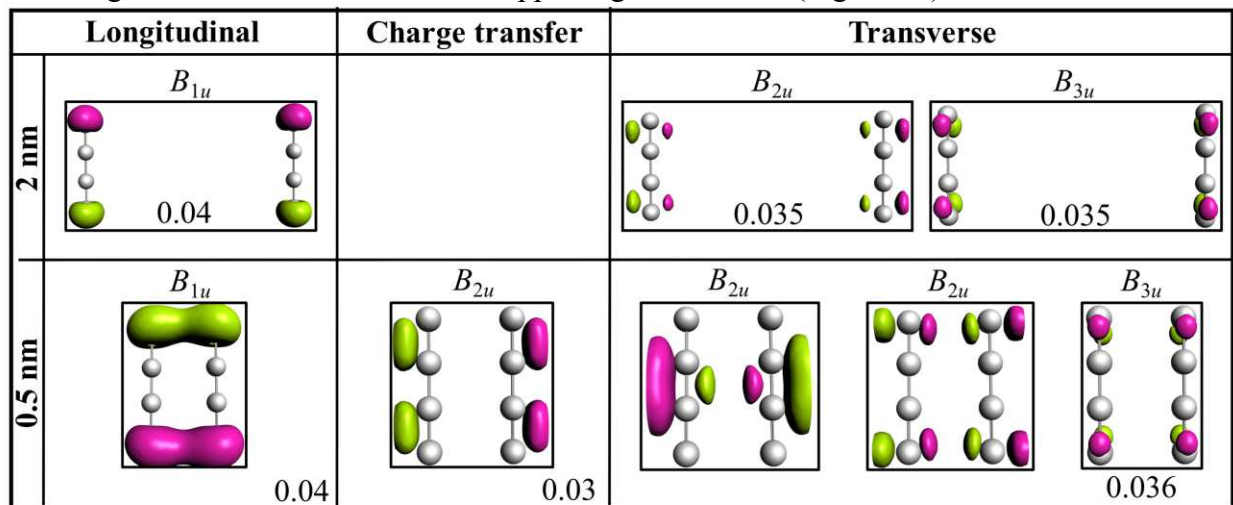 Longitudinal Charge transfer Transverse
2 nm
B1u B2u B3u
0.04 0.035 0.035
0.5 nm
B1u B2u B2u B2u B3u
0.04 0.03 0.036